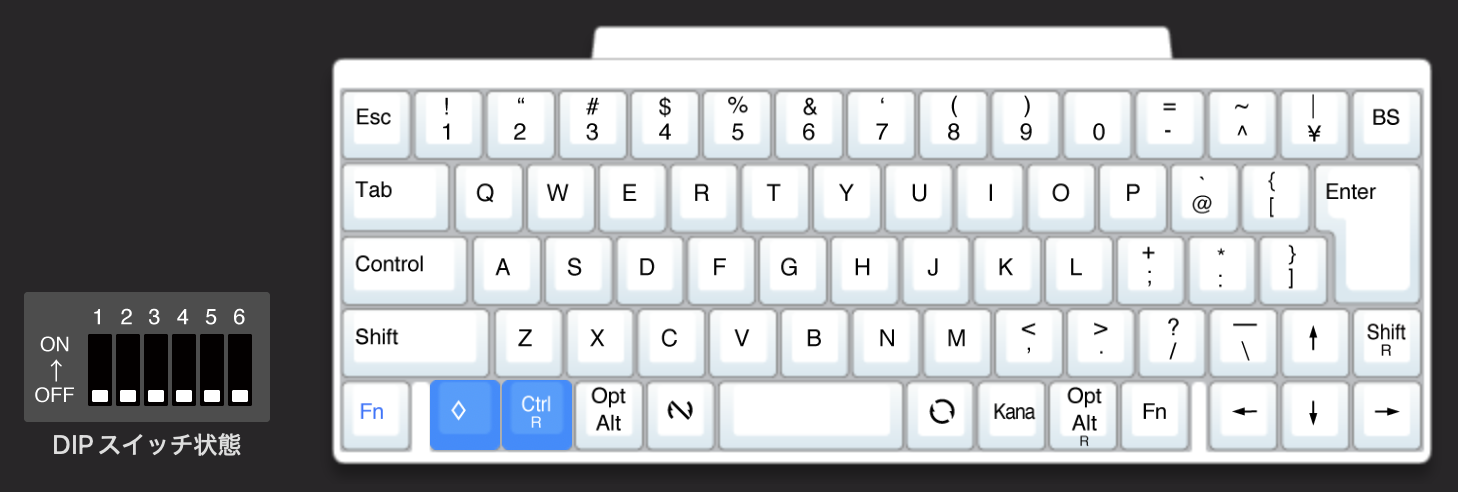 ! “ # $ % & ‘ ( ) = ~ |
Esc 1 2 3 4 5 6 7 8 9 0 - ^ ¥ BS
Tab Q W E R T Y U I O P ` @ { [ Enter
Control A S D F G H J K L + ; * : } ]
1 2 3 4 5 6
ON
↑
OFF
DIPスイッチ状態
Shift Z X C V B N M < , > . ? / _ \ ↑ Shift R
Fn ◇ Ctrl R Opt Alt Kana Opt Alt R Fn ← ↓ →